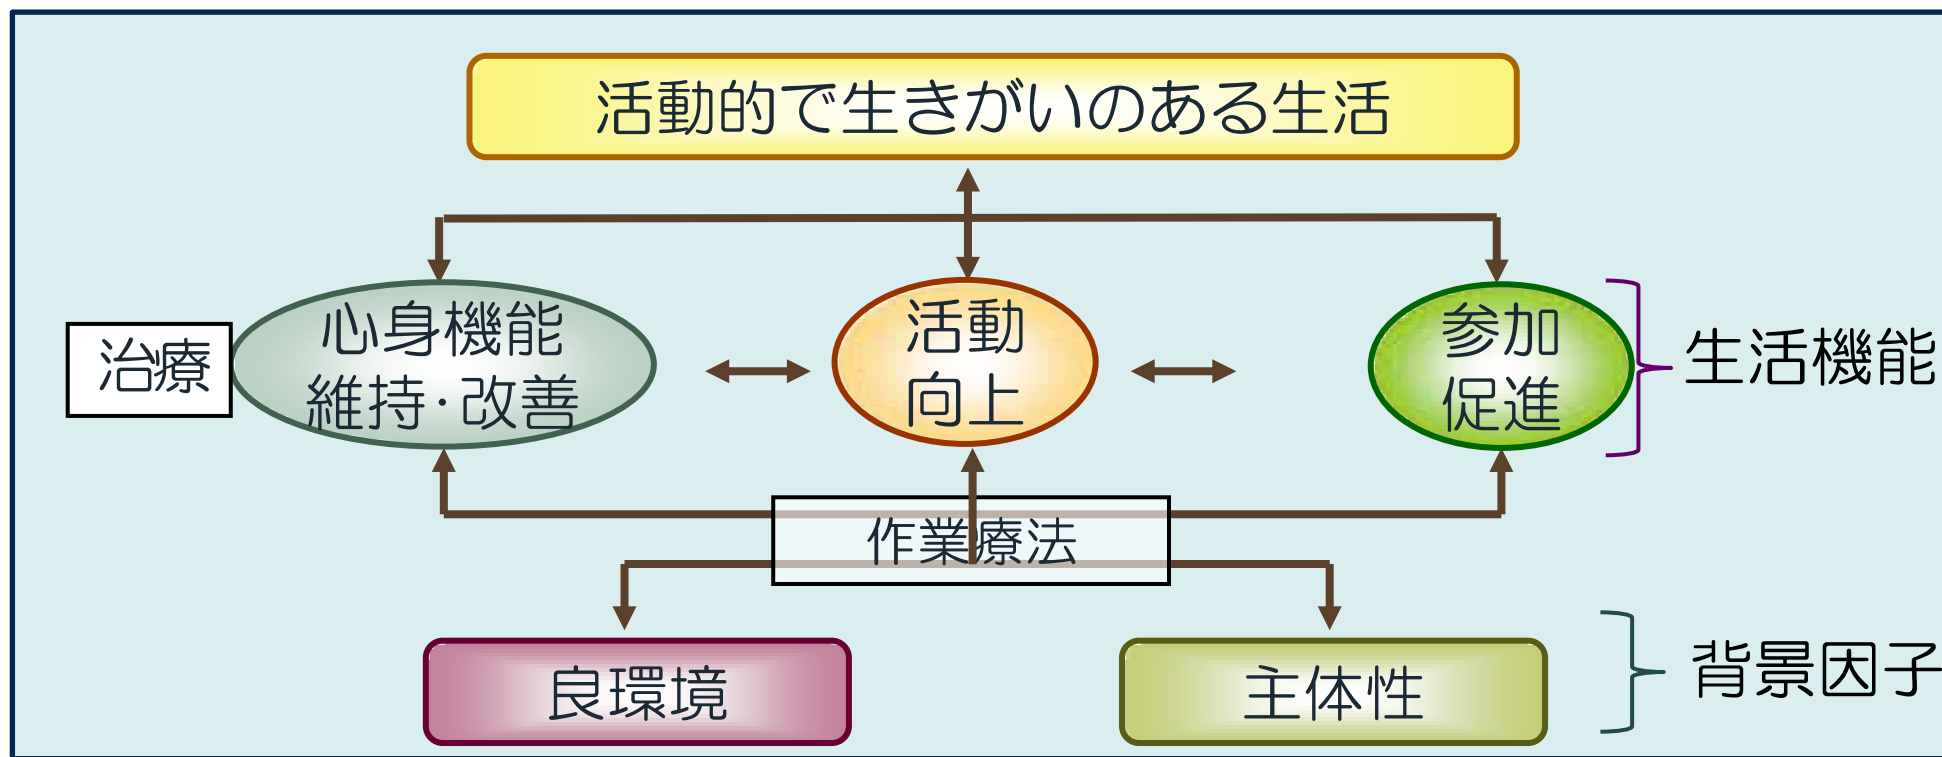 活動的で生きがいのある生活
治療
心身機能
維持・改善
活動
向上
参加
促進
生活機能
作業療法
良環境
主体性
背景因子